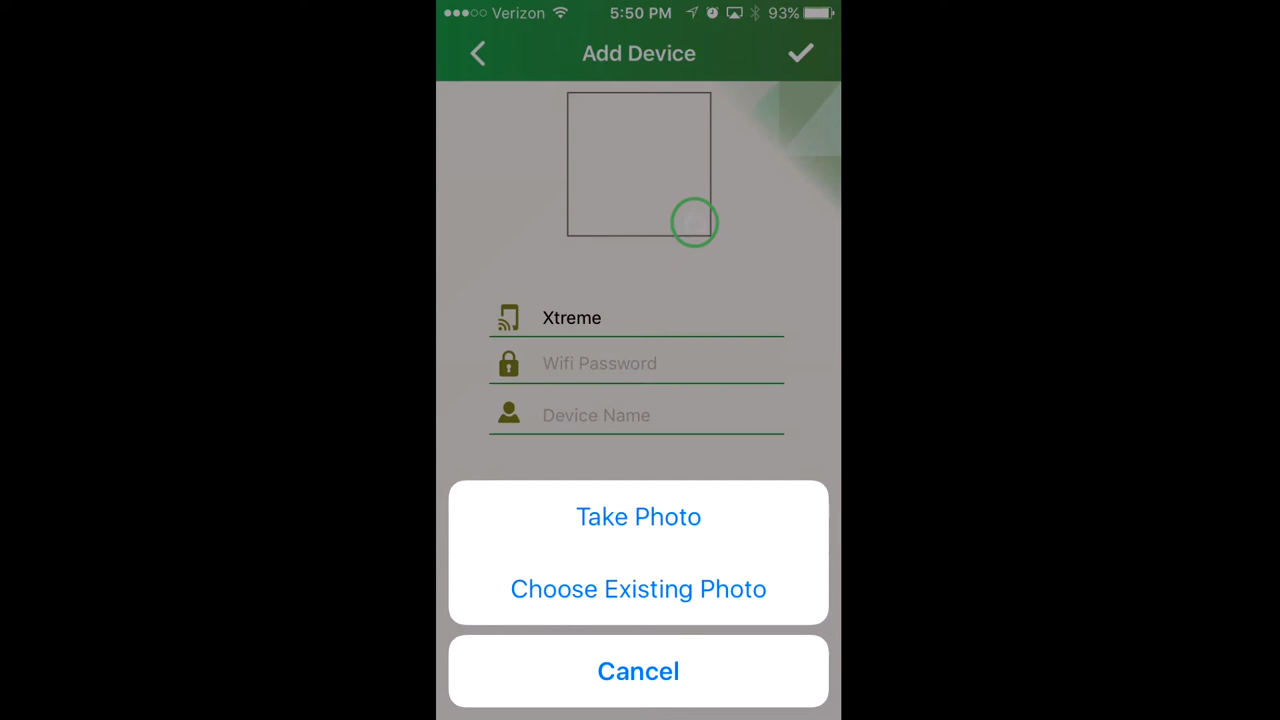 Verizon 5:50 PM 93%
Add Device
Xtreme
Wifi Password
Device Name
Take Photo
Choose Existing Photo
Cancel